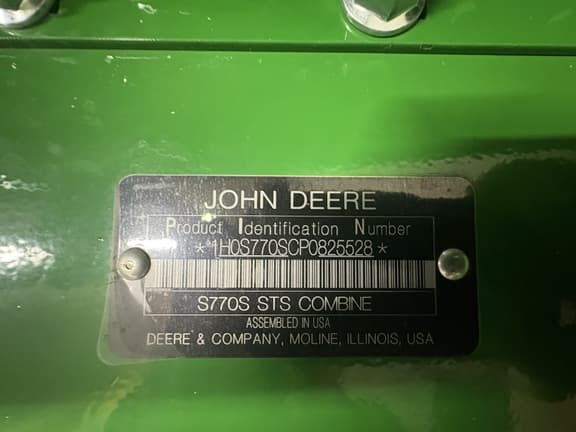 JOHN DEERE
Product Identification Number
*1H0S770SCP0825528*
S770S STS COMBINE
ASSEMBLED IN USA
DEERE & COMPANY, MOLINE, ILLINOIS, USA